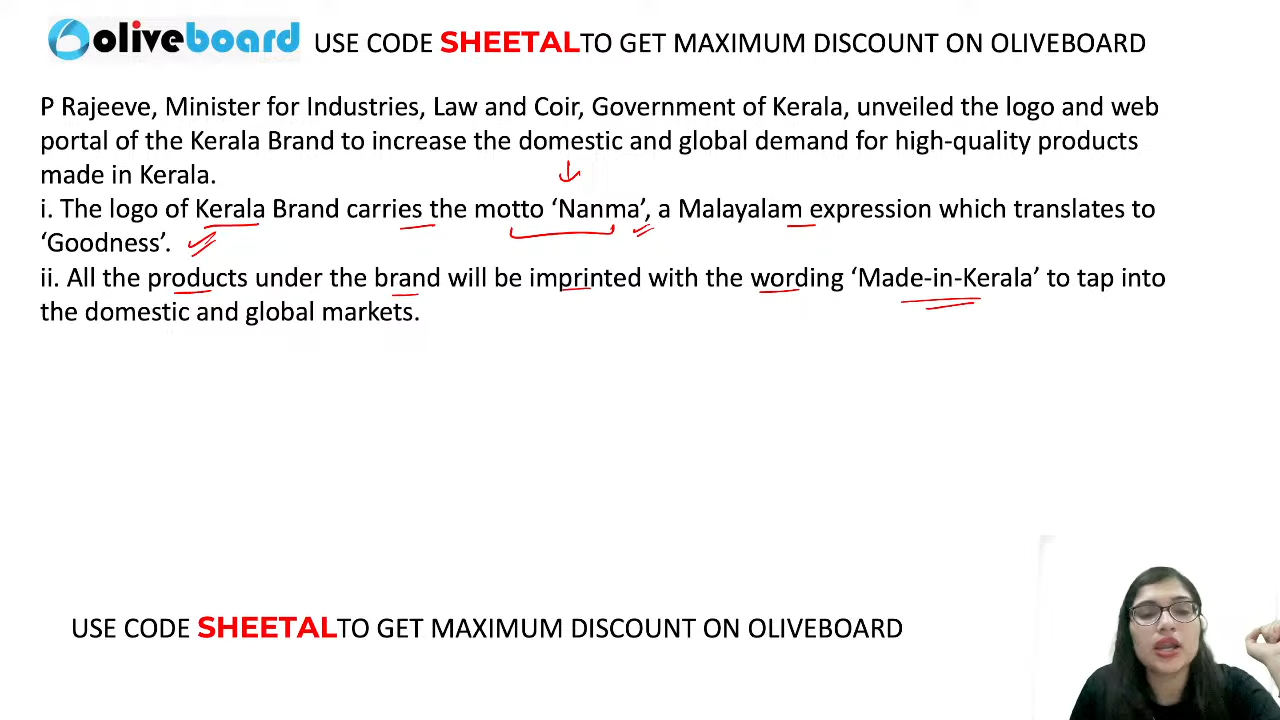 oliveboard USE CODE SHEETALTO GET MAXIMUM DISCOUNT ON OLIVEBOARD
P Rajeeve, Minister for Industries, Law and Coir, Government of Kerala, unveiled the logo and web
portal of the Kerala Brand to increase the domestic and global demand for high-quality products
made in Kerala.
i. The logo of Kerala Brand carries the motto ‘Nanma’, a Malayalam expression which translates to
‘Goodness’.
ii. All the products under the brand will be imprinted with the wording ‘Made-in-Kerala’ to tap into
the domestic and global markets.
USE CODE SHEETALTO GET MAXIMUM DISCOUNT ON OLIVEBOARD